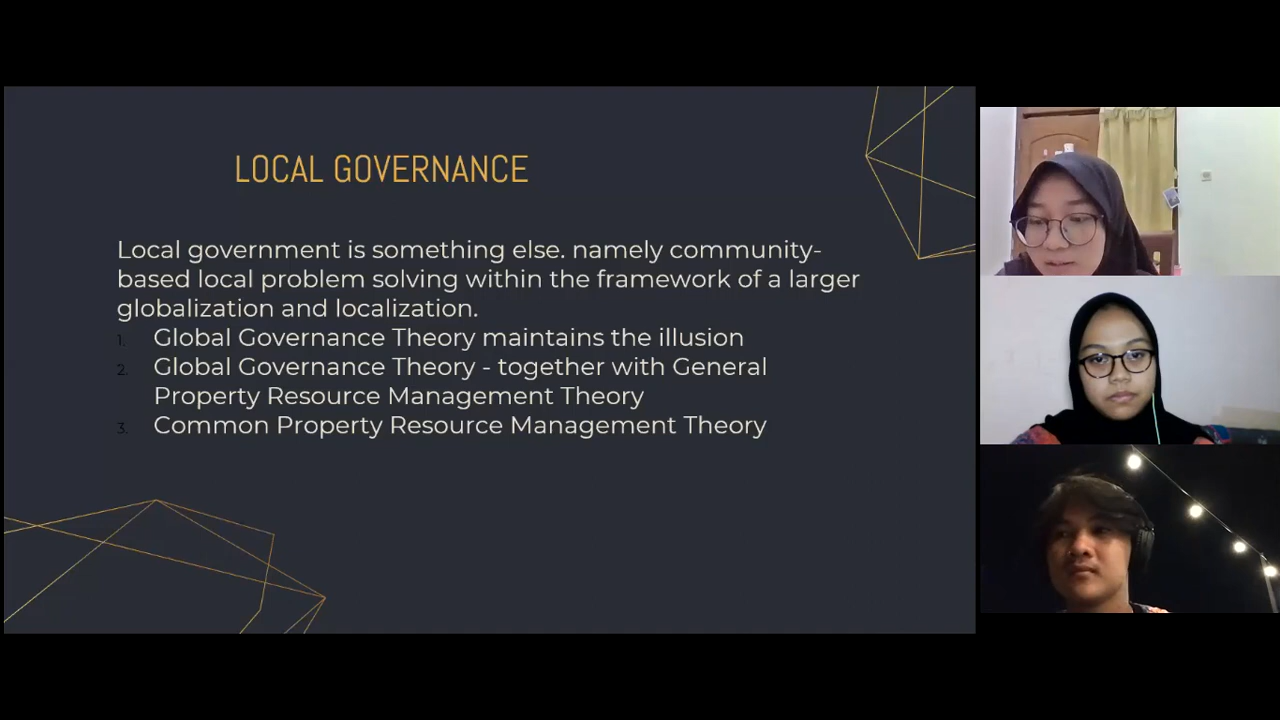 LOCAL GOVERNANCE
Local government is something else. namely community-
based local problem solving within the framework of a larger
globalization and localization.
1. Global Governance Theory maintains the illusion
2. Global Governance Theory - together with General
Property Resource Management Theory
3. Common Property Resource Management Theory